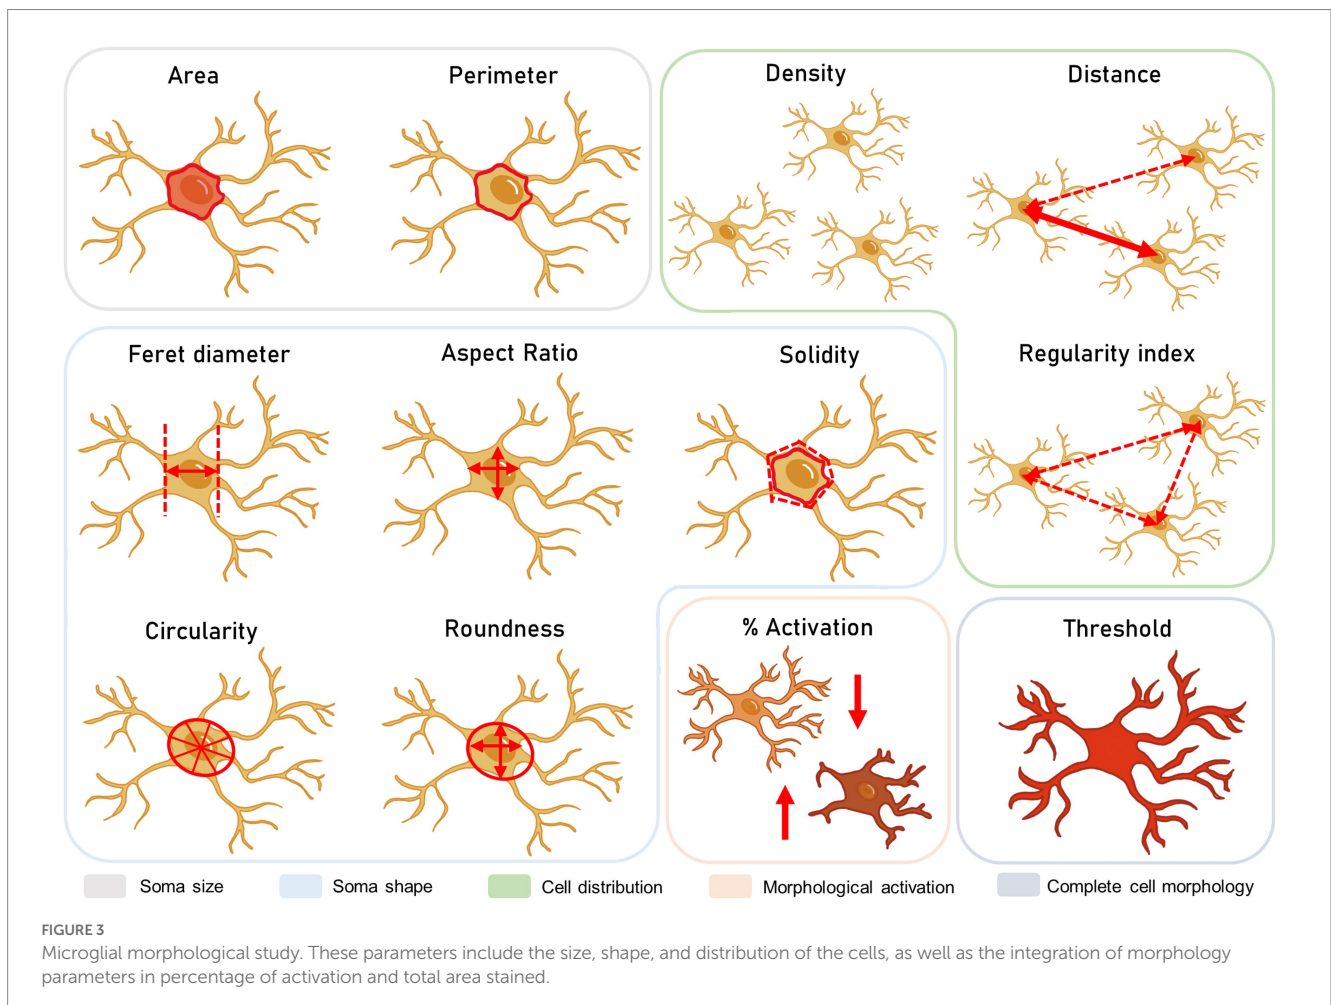 Area
Perimeter
Density
Distance
Feret diameter
Aspect Ratio
Solidity
Regularity index
Circularity
Roundness
% Activation
Threshold
Soma size
Soma shape
Cell distribution
Morphological activation
Complete cell morphology
FIGURE 3
Microglial morphological study. These parameters include the size, shape, and distribution of the cells, as well as the integration of morphology
parameters in percentage of activation and total area stained.